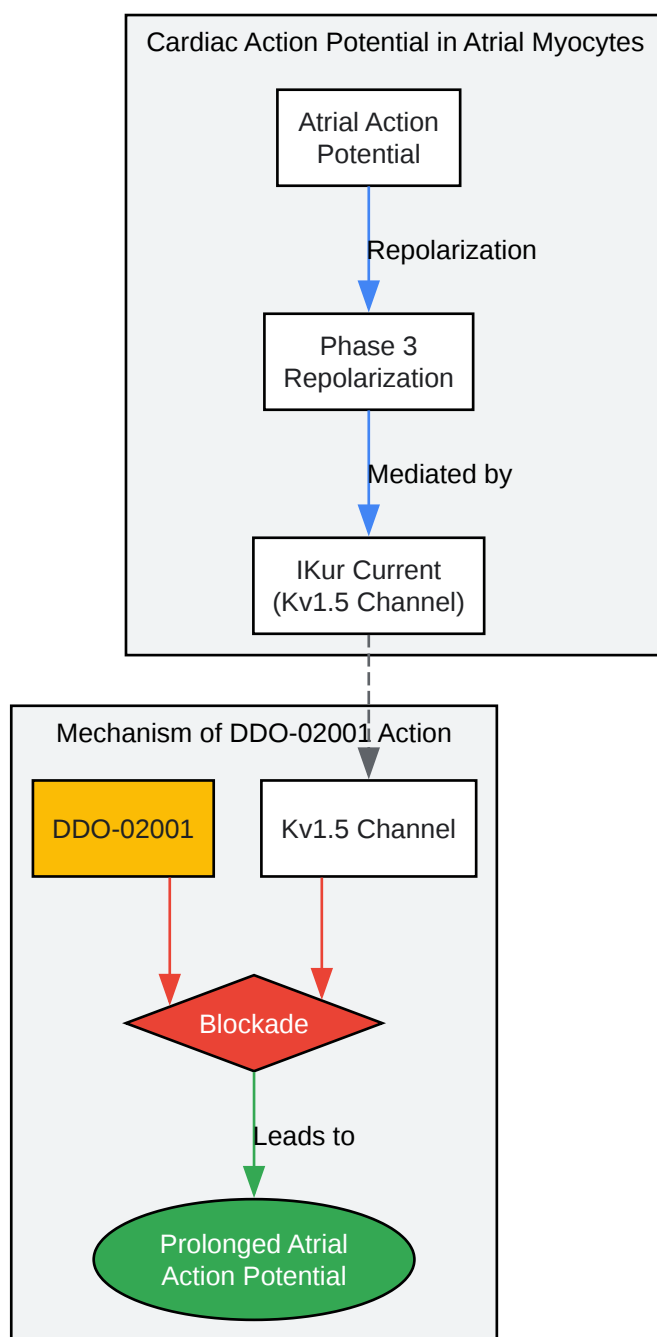 Cardiac Action Potential in Atrial Myocytes
Atrial Action
Potential
Repolarization
Phase 3
Repolarization
Mediated by
IKur Current
(Kv1.5 Channel)
Mechanism of DDO-02001 Action
DDO-02001
Kv1.5 Channel
Blockade
Leads to
Prolonged Atrial
Action Potential